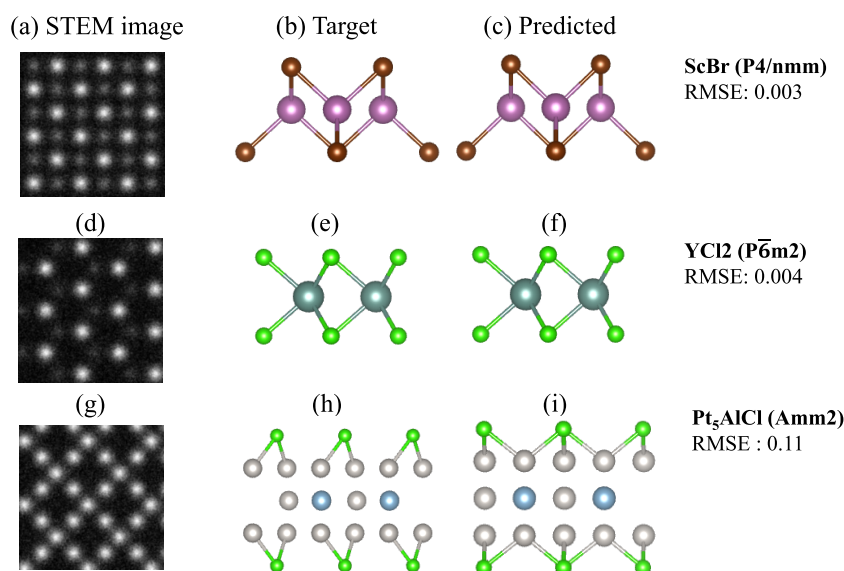 (a) STEM image
(b) Target
(c) Predicted
ScBr (P4/nmm)
RMSE: 0.003
(d)
(e)
(f)
YCl2 (P6̅m2)
RMSE: 0.004
(g)
(h)
(i)
Pt₅AlCl (Amm2)
RMSE : 0.11